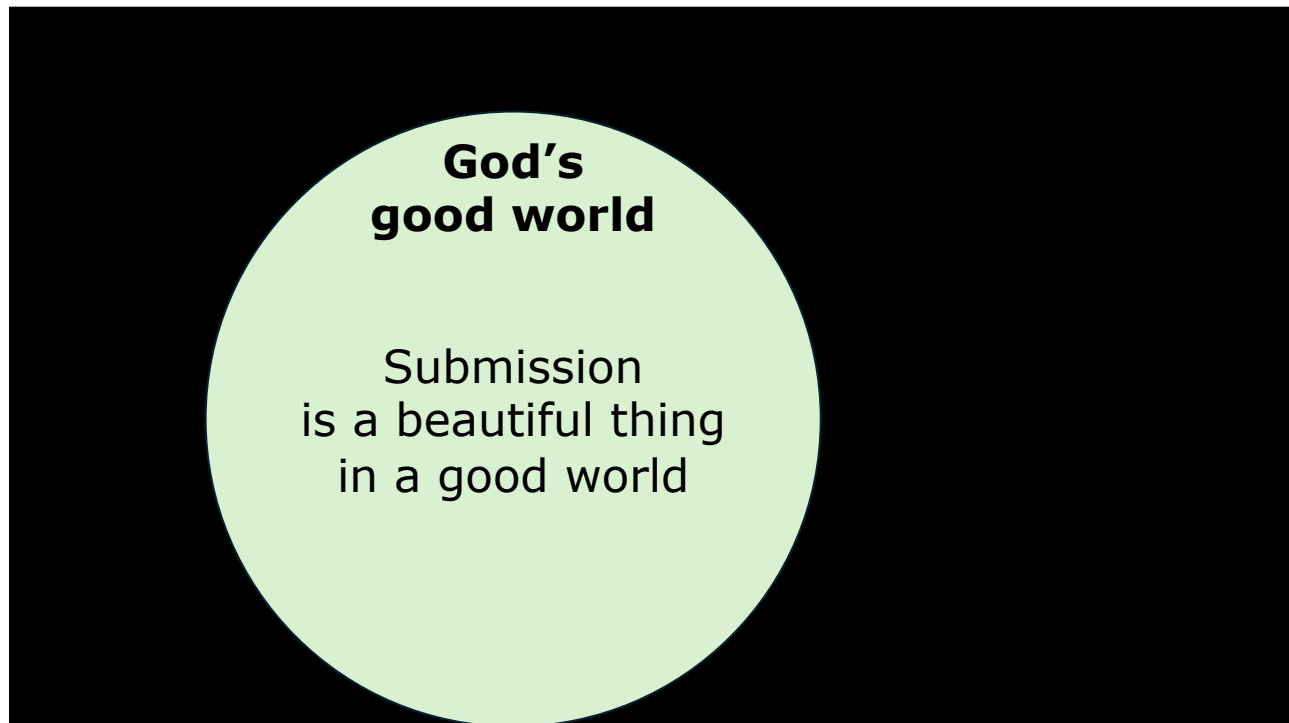 God’s
good world
Submission
is a beautiful thing
in a good world